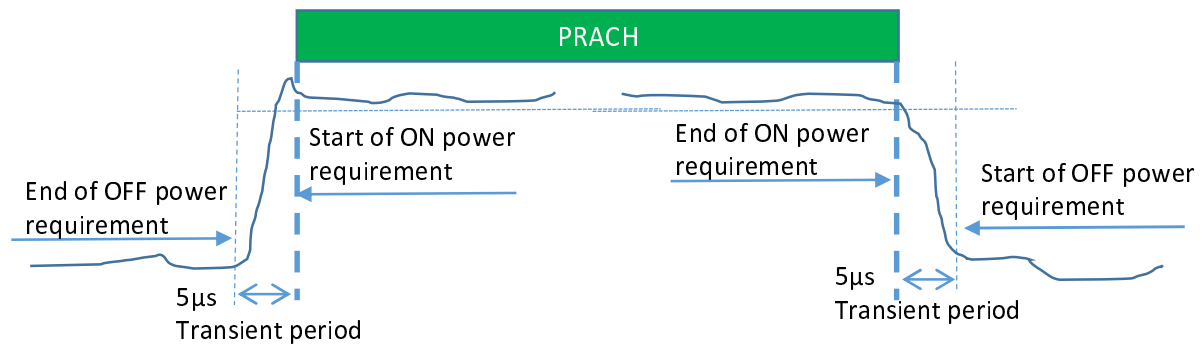 PRACH
Start of ON power
requirement
End of ON power
requirement
End of OFF power
requirement
Start of OFF power
requirement
5µs
Transient period
5µs
Transient period